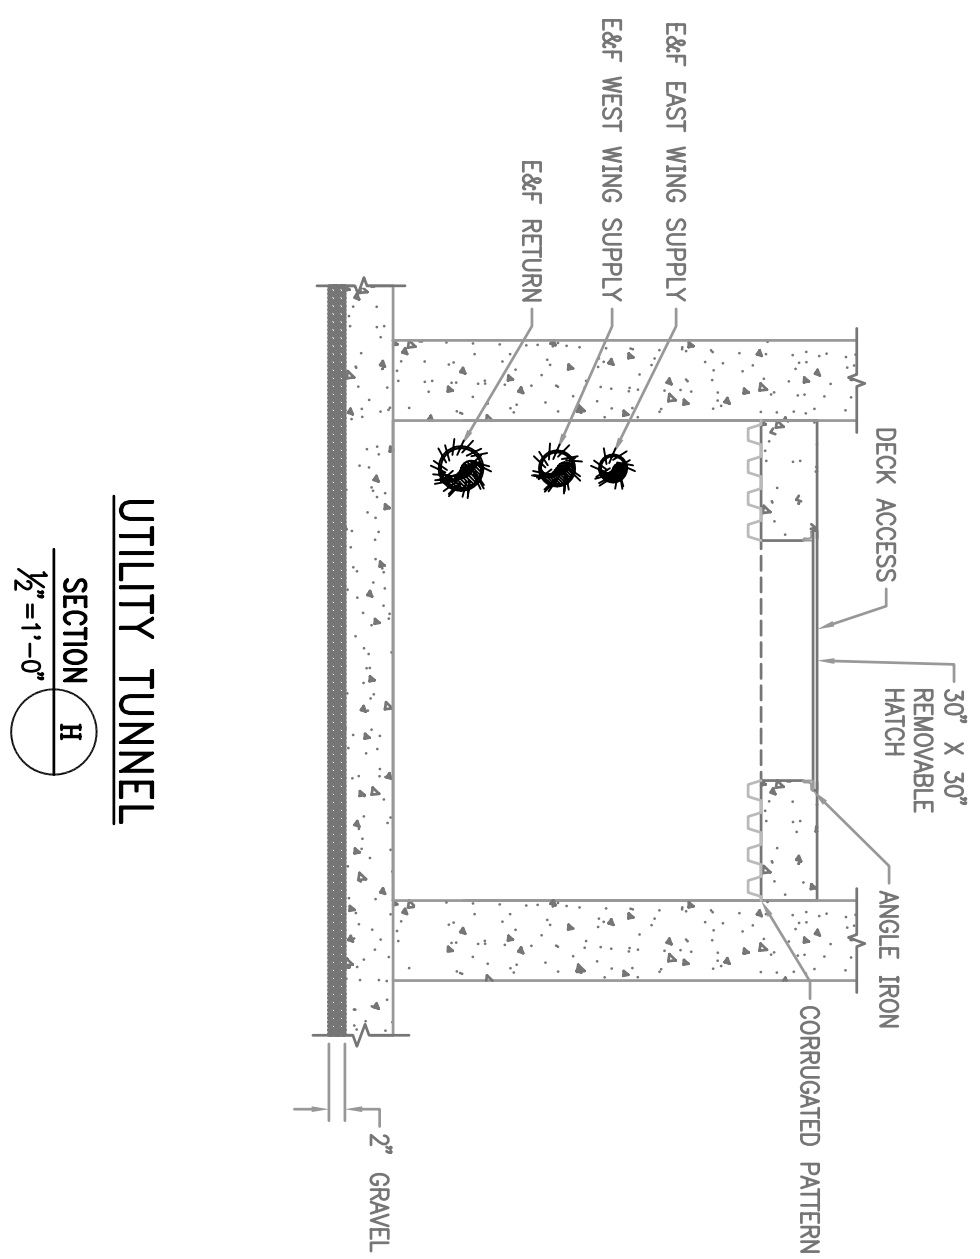 30" X 30"
REMOVABLE
HATCH
DECK ACCESS
ANGLE IRON
CORRUGATED PATTERN
E&F EAST WING SUPPLY
E&F WEST WING SUPPLY
E&F RETURN
2" GRAVEL
UTILITY TUNNEL
SECTION
H
1/2"=1'-0"